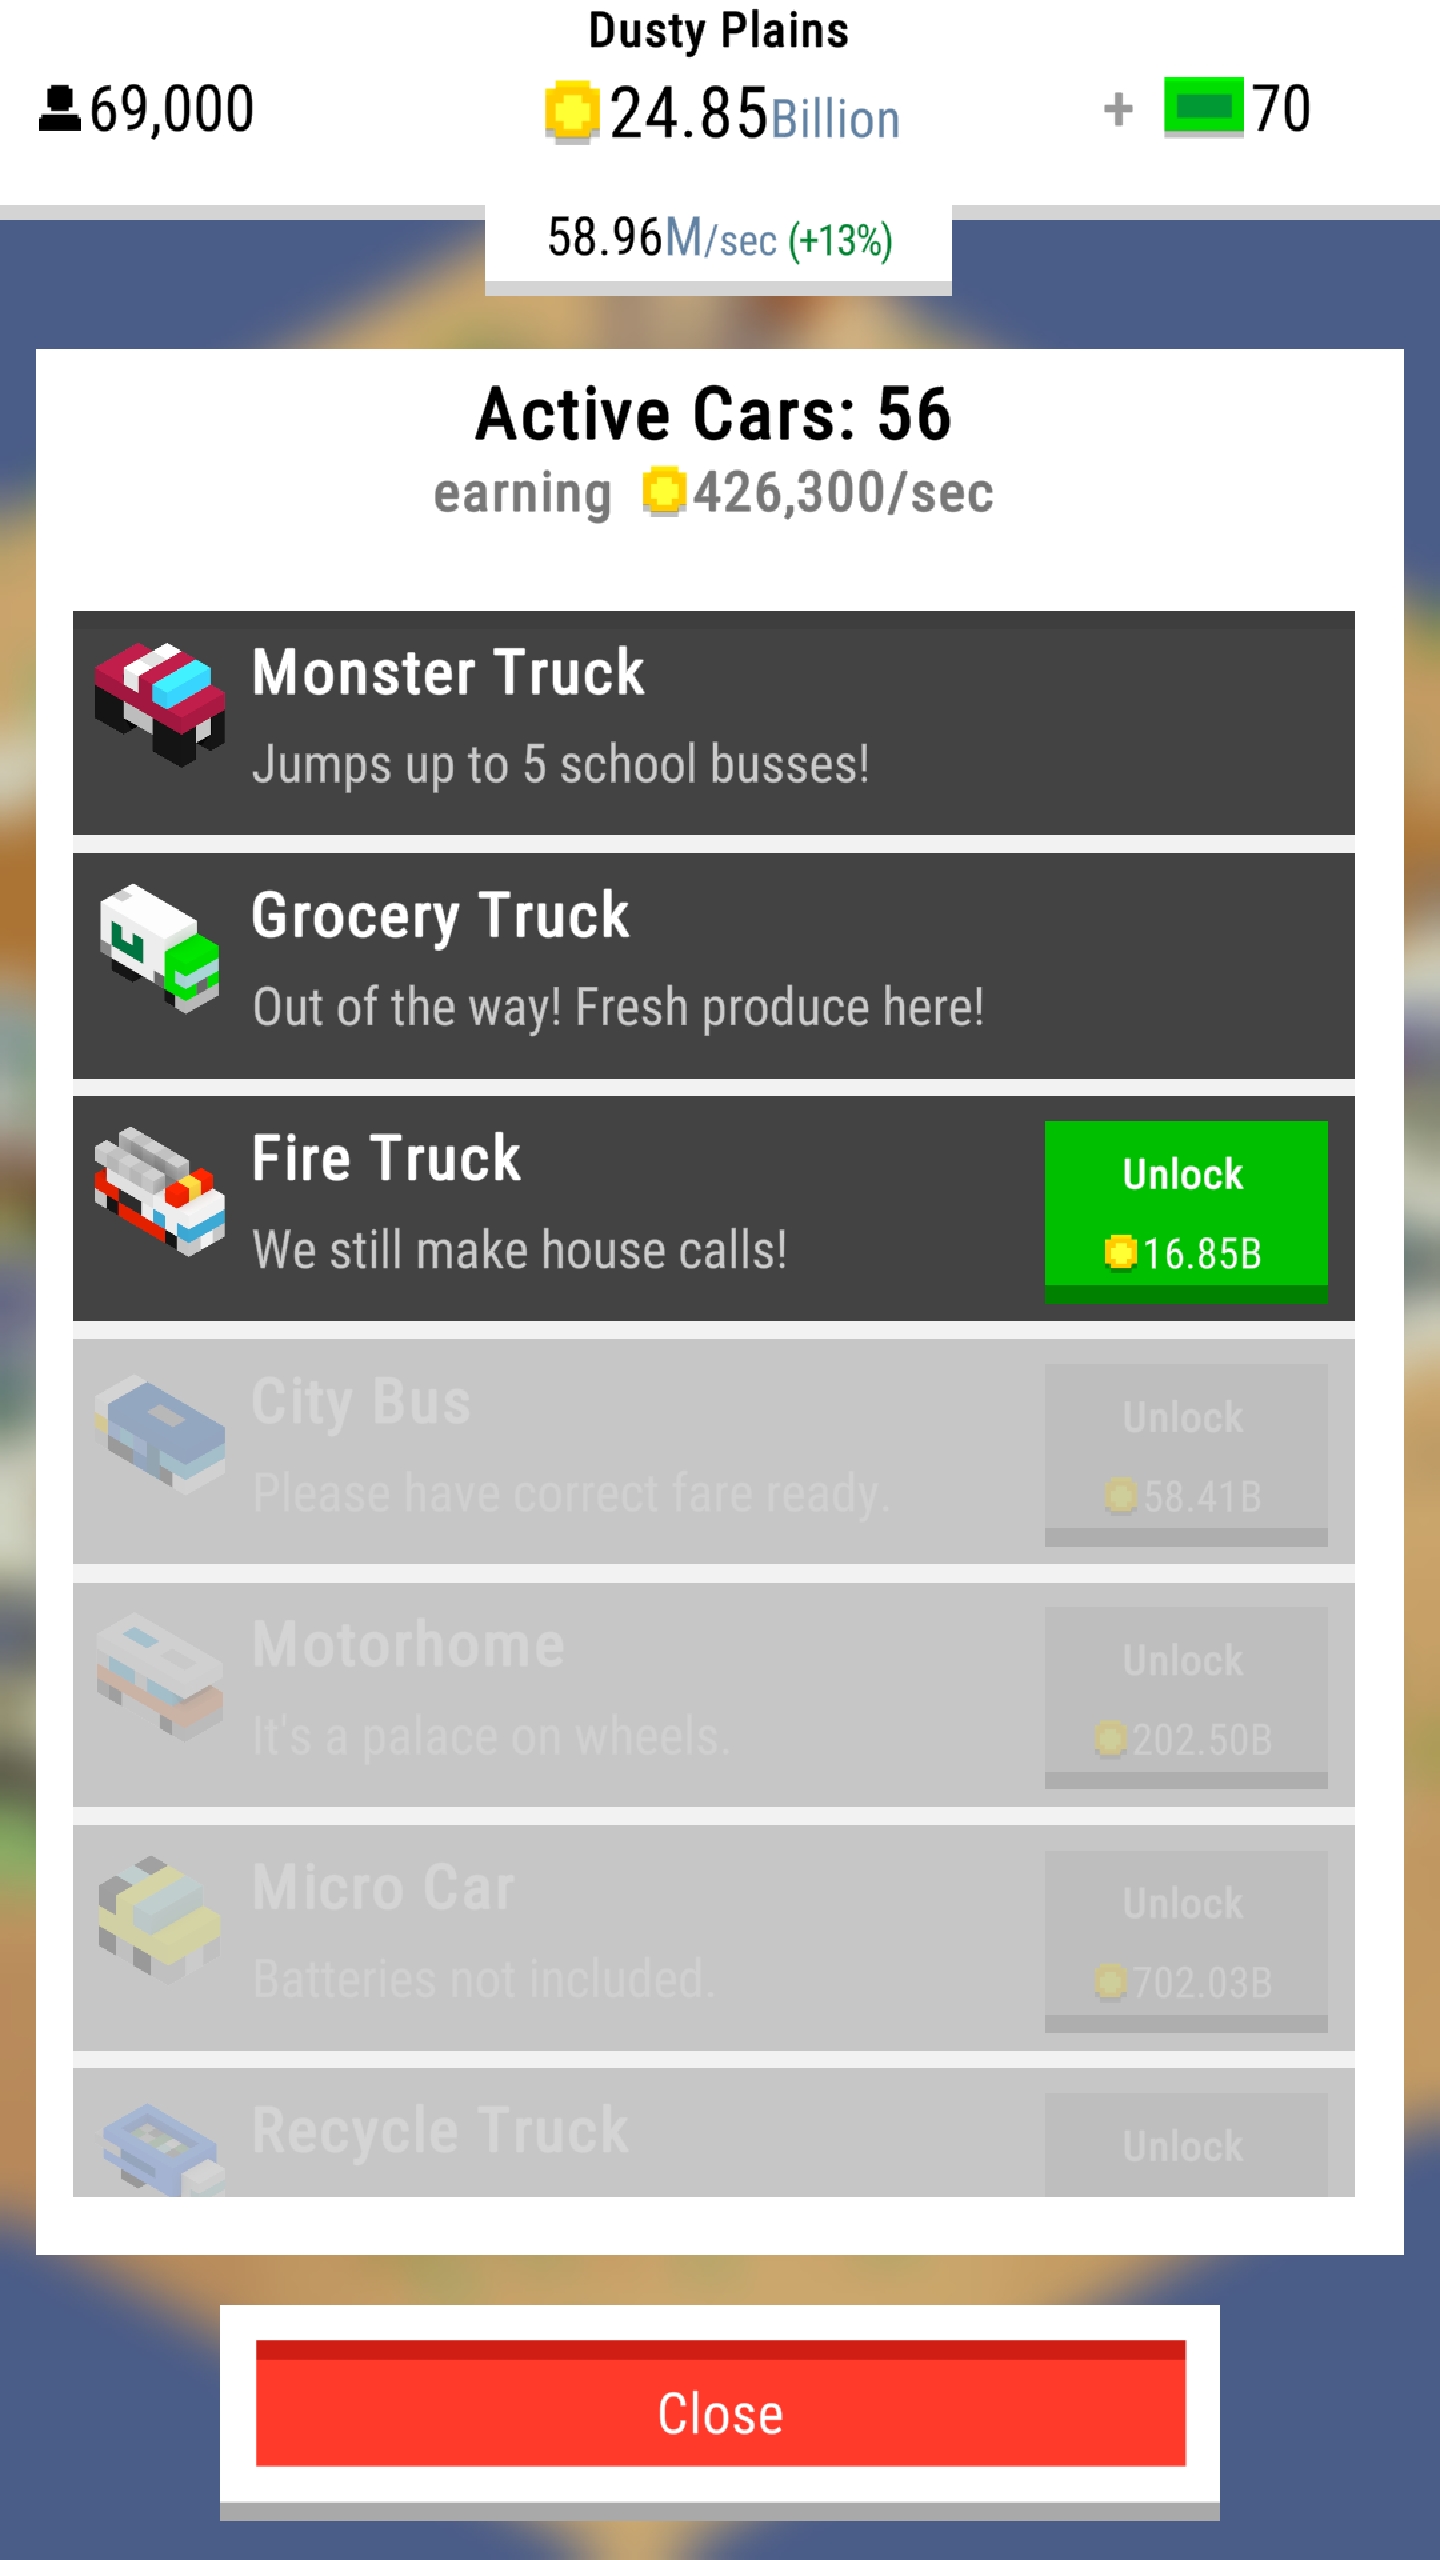 Dusty Plains
69,000
24.85Billion
+ 70
58.96M/sec (+13%)
Active Cars: 56
earning 426,300/sec
Monster Truck
Jumps up to 5 school busses!
Grocery Truck
Out of the way! Fresh produce here!
Fire Truck
We still make house calls!
Unlock
16.85B
City Bus
Please have correct fare ready.
Unlock
58.41B
Motorhome
It's a palace on wheels.
Unlock
202.50B
Micro Car
Batteries not included.
Unlock
702.03B
Recycle Truck
Unlock
Close